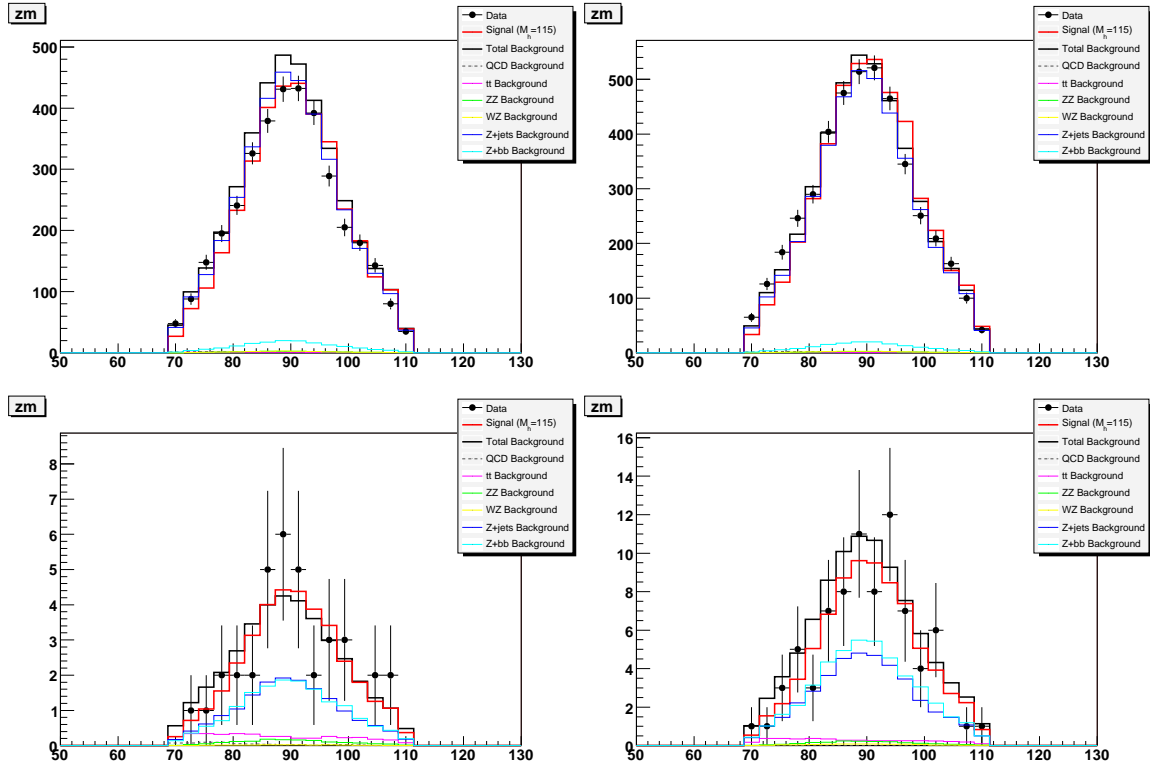 zm
Data
Signal (M_h=115)
Total Background
QCD Background
tt Background
ZZ Background
WZ Background
Z+jets Background
Z+bb Background
500
400
300
200
100
0
50 60 70 80 90 100 110 120 130
zm
Data
Signal (M_h=115)
Total Background
QCD Background
tt Background
ZZ Background
WZ Background
Z+jets Background
Z+bb Background
500
400
300
200
100
0
50 60 70 80 90 100 110 120 130
zm
Data
Signal (M_h=115)
Total Background
QCD Background
tt Background
ZZ Background
WZ Background
Z+jets Background
Z+bb Background
8
7
6
5
4
3
2
1
0
50 60 70 80 90 100 110 120 130
zm
Data
Signal (M_h=115)
Total Background
QCD Background
tt Background
ZZ Background
WZ Background
Z+jets Background
Z+bb Background
16
14
12
10
8
6
4
2
0
50 60 70 80 90 100 110 120 130